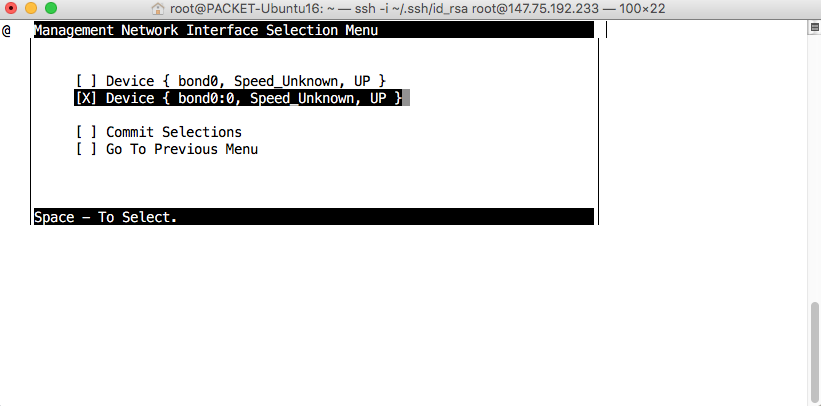 root@PACKET-Ubuntu16: ~ — ssh -i ~/.ssh/id_rsa root@147.75.192.233 — 100×22
@ Management Network Interface Selection Menu
[ ] Device { bond0, Speed_Unknown, UP }
[X] Device { bond0:0, Speed_Unknown, UP }
[ ] Commit Selections
[ ] Go To Previous Menu
Space – To Select.